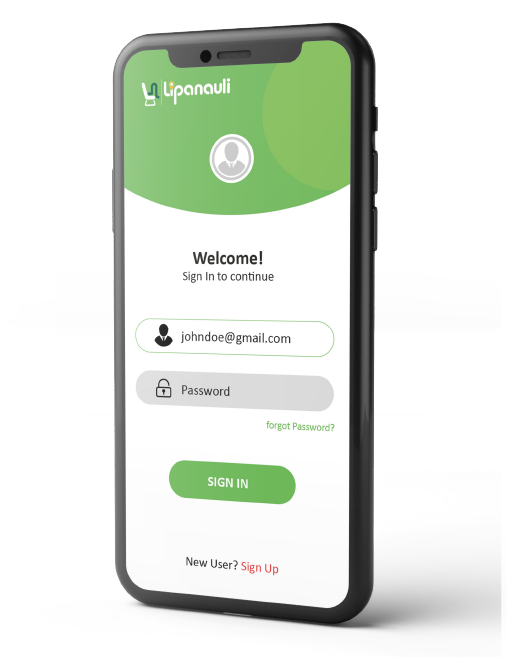 Lipanauli
Welcome!
Sign In to continue
johndoe@gmail.com
Password
forgot Password?
SIGN IN
New User? Sign Up